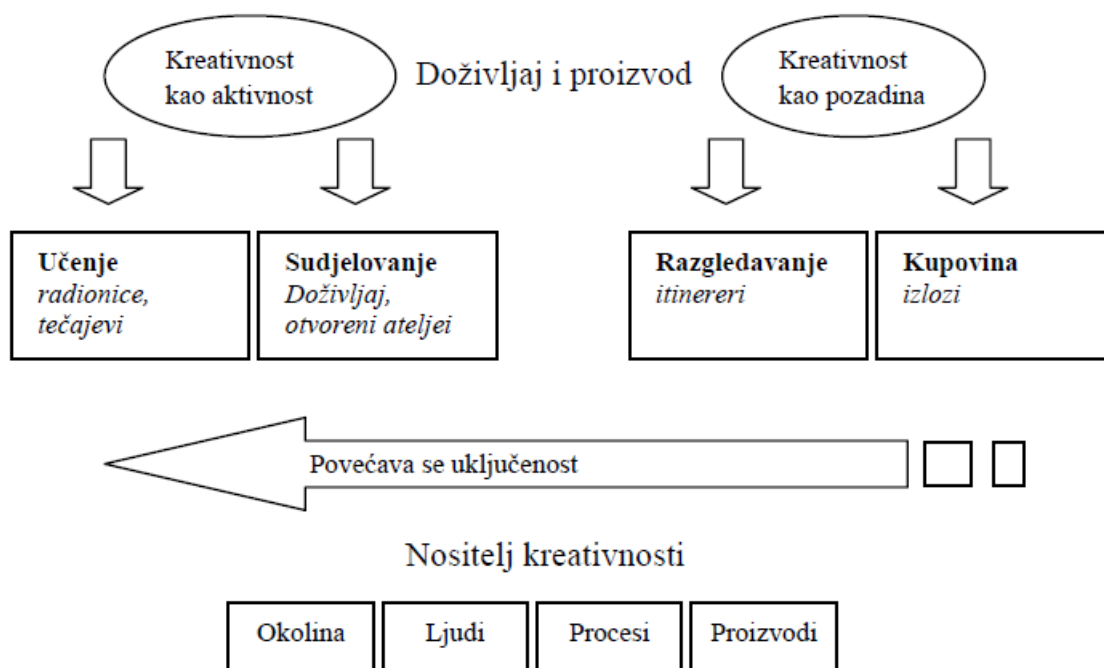 Kreativnost
kao aktivnost
Doživljaj i proizvod
Kreativnost
kao pozadina
Učenje
radionice,
tečajevi
Sudjelovanje
Doživljaj,
otvoreni ateljei
Razgledavanje
itinereri
Kupovina
izlozi
Povećava se uključenost
Nositelj kreativnosti
Okolina
Ljudi
Procesi
Proizvodi